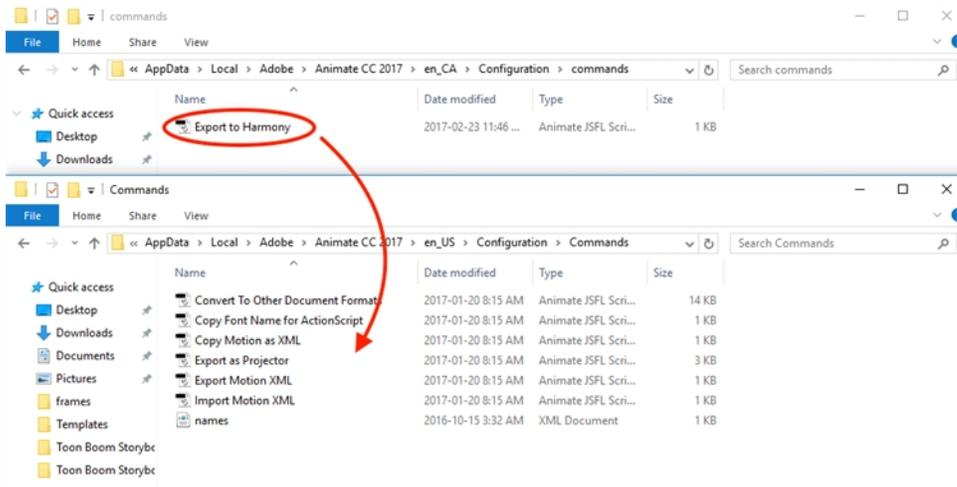 commands
File Home Share View
« AppData > Local > Adobe > Animate CC 2017 > en_CA > Configuration > commands
Search commands
Name Date modified Type Size
Quick access
Export to Harmony 2017-02-23 11:46 ... Animate JSFL Scri... 1 KB
Desktop
Downloads
Commands
File Home Share View
« AppData > Local > Adobe > Animate CC 2017 > en_US > Configuration > Commands
Search Commands
Name Date modified Type Size
Quick access
Convert To Other Document Formats 2017-01-20 8:15 AM Animate JSFL Scri... 14 KB
Desktop
Copy Font Name for ActionScript 2017-01-20 8:15 AM Animate JSFL Scri... 1 KB
Downloads
Copy Motion as XML 2017-01-20 8:15 AM Animate JSFL Scri... 1 KB
Documents
Export as Projector 2017-01-20 8:15 AM Animate JSFL Scri... 3 KB
Pictures
Export Motion XML 2017-01-20 8:15 AM Animate JSFL Scri... 1 KB
frames
Import Motion XML 2017-01-20 8:15 AM Animate JSFL Scri... 1 KB
Templates
names 2016-10-15 3:32 AM XML Document 1 KB
Toon Boom Storybo
Toon Boom Storybo